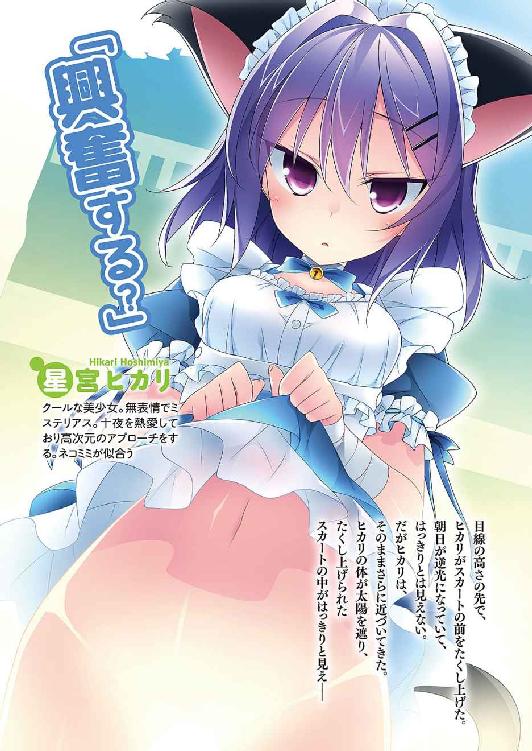 「興奮する?」
Hikari Hoshimiya
星宮ヒカリ
クールな美少女。無表情でミ
ステリアス。十夜を熱愛して
おり高次元のアプローチをす
る。ネコミミが似合う
目線の高さの先で、
ヒカリがスカートの前をたくし上げた。
朝日が逆光になっていて、
はっきりとは見えない。
だがヒカリは、
そのままさらに近づいてきた。
ヒカリの体が太陽を遮り、
たくし上げられた
スカートの中がはっきりと見え――